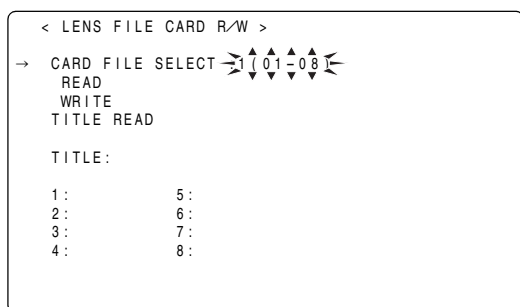 < LENS FILE CARD R/W >
→ CARD FILE SELECT :1(01–08)
READ
WRITE
TITLE READ
TITLE:
1: 5:
2: 6:
3: 7:
4: 8: